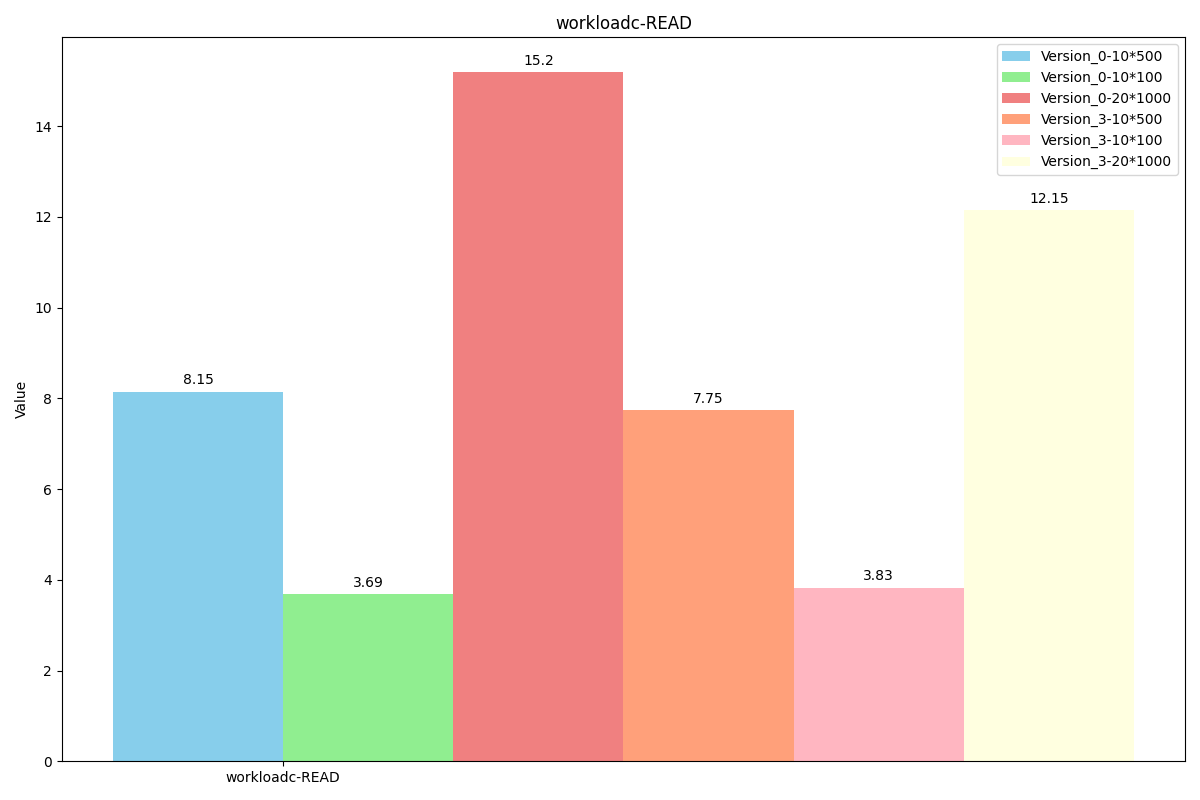 workloadc-READ
Version_0-10*500
Version_0-10*100
Version_0-20*1000
Version_3-10*500
Version_3-10*100
Version_3-20*1000
15.2
12.15
8.15
7.75
3.69
3.83
Value
14
12
10
8
6
4
2
0
workloadc-READ